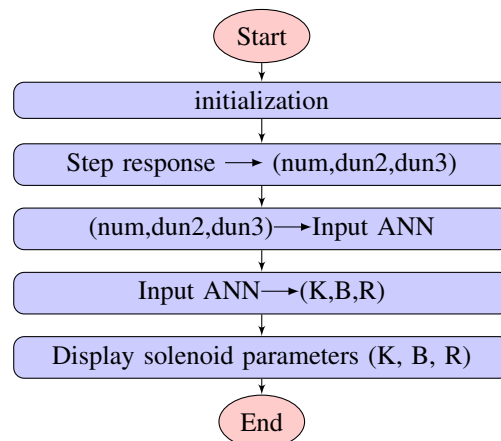 Start
initialization
Step response → (num,dun2,dun3)
(num,dun2,dun3)→Input ANN
Input ANN→(K,B,R)
Display solenoid parameters (K, B, R)
End